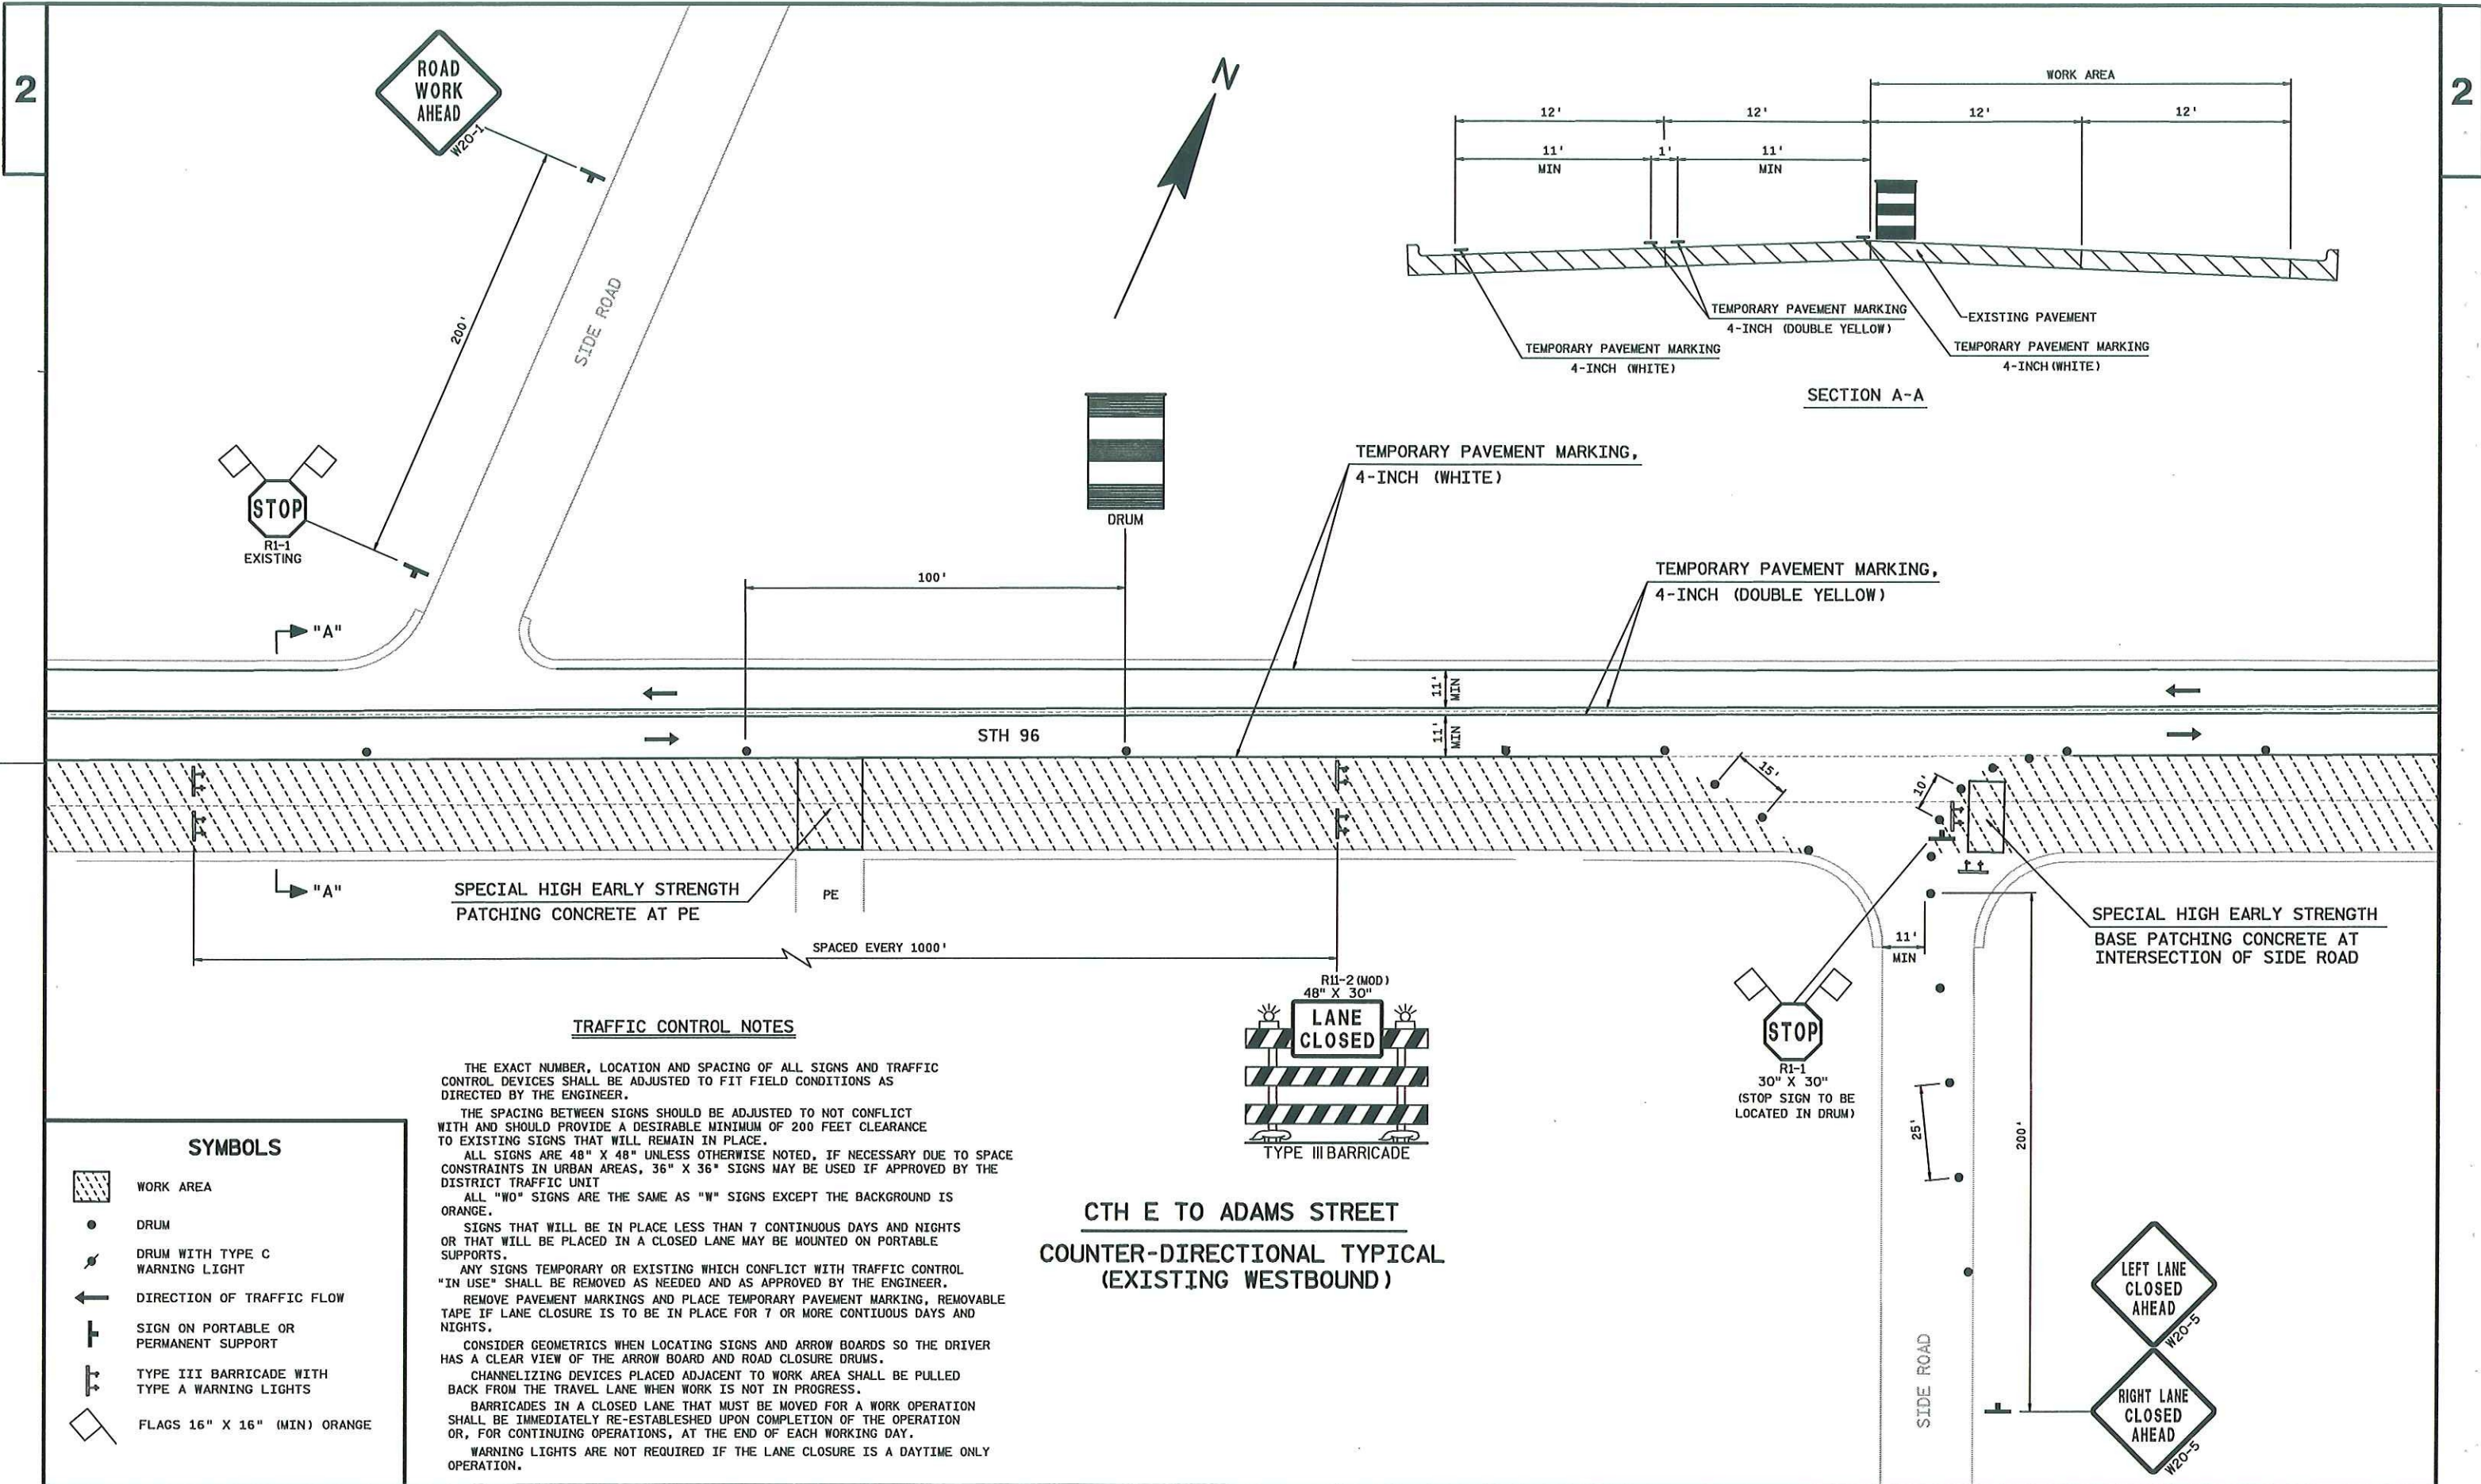 2
2
ROAD
WORK
AHEAD
W20-1
N
WORK AREA
12'
12'
12'
12'
11'
MIN
1'
11'
MIN
TEMPORARY PAVEMENT MARKING
4-INCH (DOUBLE YELLOW)
EXISTING PAVEMENT
TEMPORARY PAVEMENT MARKING
4-INCH (WHITE)
TEMPORARY PAVEMENT MARKING
4-INCH (WHITE)
SECTION A-A
SIDE ROAD
200'
STOP
R1-1
EXISTING
DRUM
100'
TEMPORARY PAVEMENT MARKING,
4-INCH (WHITE)
TEMPORARY PAVEMENT MARKING,
4-INCH (DOUBLE YELLOW)
"A"
11'
MIN
11'
MIN
STH 96
15'
10'
"A"
SPECIAL HIGH EARLY STRENGTH
PATCHING CONCRETE AT PE
PE
SPACED EVERY 1000'
11'
MIN
SPECIAL HIGH EARLY STRENGTH
BASE PATCHING CONCRETE AT
INTERSECTION OF SIDE ROAD
R11-2 (MOD)
48" X 30"
LANE
CLOSED
TYPE III BARRICADE
STOP
R1-1
30" X 30"
(STOP SIGN TO BE
LOCATED IN DRUM)
25'
200'
SIDE ROAD
LEFT LANE
CLOSED
AHEAD
W20-5
RIGHT LANE
CLOSED
AHEAD
W20-5
TRAFFIC CONTROL NOTES
THE EXACT NUMBER, LOCATION AND SPACING OF ALL SIGNS AND TRAFFIC
CONTROL DEVICES SHALL BE ADJUSTED TO FIT FIELD CONDITIONS AS
DIRECTED BY THE ENGINEER.
THE SPACING BETWEEN SIGNS SHOULD BE ADJUSTED TO NOT CONFLICT
WITH AND SHOULD PROVIDE A DESIRABLE MINIMUM OF 200 FEET CLEARANCE
TO EXISTING SIGNS THAT WILL REMAIN IN PLACE.
ALL SIGNS ARE 48" X 48" UNLESS OTHERWISE NOTED, IF NECESSARY DUE TO SPACE
CONSTRAINTS IN URBAN AREAS, 36" X 36" SIGNS MAY BE USED IF APPROVED BY THE
DISTRICT TRAFFIC UNIT
ALL "WO" SIGNS ARE THE SAME AS "W" SIGNS EXCEPT THE BACKGROUND IS
ORANGE.
SIGNS THAT WILL BE IN PLACE LESS THAN 7 CONTINUOUS DAYS AND NIGHTS
OR THAT WILL BE PLACED IN A CLOSED LANE MAY BE MOUNTED ON PORTABLE
SUPPORTS.
ANY SIGNS TEMPORARY OR EXISTING WHICH CONFLICT WITH TRAFFIC CONTROL
"IN USE" SHALL BE REMOVED AS NEEDED AND AS APPROVED BY THE ENGINEER.
REMOVE PAVEMENT MARKINGS AND PLACE TEMPORARY PAVEMENT MARKING, REMOVABLE
TAPE IF LANE CLOSURE IS TO BE IN PLACE FOR 7 OR MORE CONTIUOUS DAYS AND
NIGHTS.
CONSIDER GEOMETRICS WHEN LOCATING SIGNS AND ARROW BOARDS SO THE DRIVER
HAS A CLEAR VIEW OF THE ARROW BOARD AND ROAD CLOSURE DRUMS.
CHANNELIZING DEVICES PLACED ADJACENT TO WORK AREA SHALL BE PULLED
BACK FROM THE TRAVEL LANE WHEN WORK IS NOT IN PROGRESS.
BARRICADES IN A CLOSED LANE THAT MUST BE MOVED FOR A WORK OPERATION
SHALL BE IMMEDIATELY RE-ESTABLESHED UPON COMPLETION OF THE OPERATION
OR, FOR CONTINUING OPERATIONS, AT THE END OF EACH WORKING DAY.
WARNING LIGHTS ARE NOT REQUIRED IF THE LANE CLOSURE IS A DAYTIME ONLY
OPERATION.
CTH E TO ADAMS STREET
COUNTER-DIRECTIONAL TYPICAL
(EXISTING WESTBOUND)
SYMBOLS
WORK AREA
DRUM
DRUM WITH TYPE C
WARNING LIGHT
DIRECTION OF TRAFFIC FLOW
SIGN ON PORTABLE OR
PERMANENT SUPPORT
TYPE III BARRICADE WITH
TYPE A WARNING LIGHTS
FLAGS 16" X 16" (MIN) ORANGE